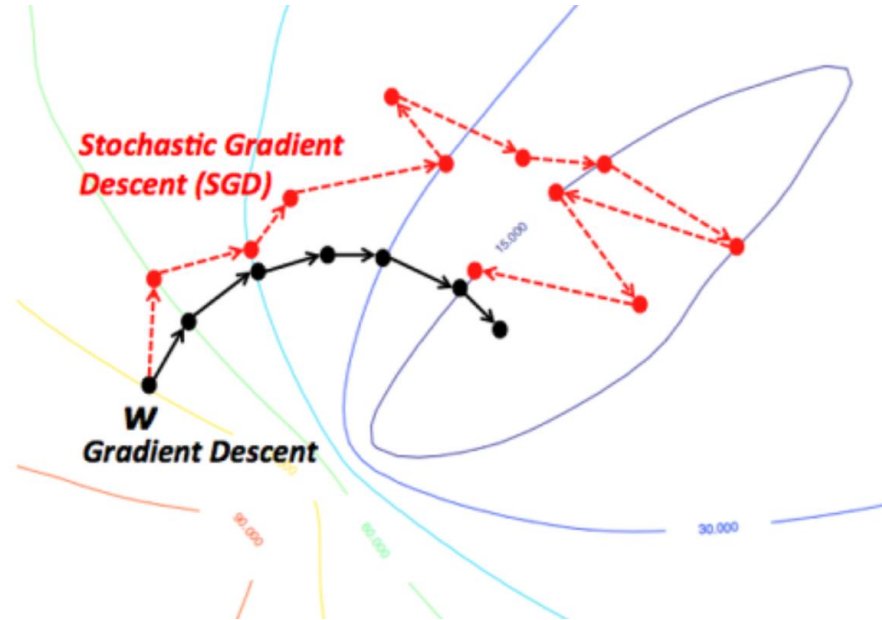 Stochastic Gradient
Descent (SGD)
15.000
W
Gradient Descent
90.000
60.000
30.000